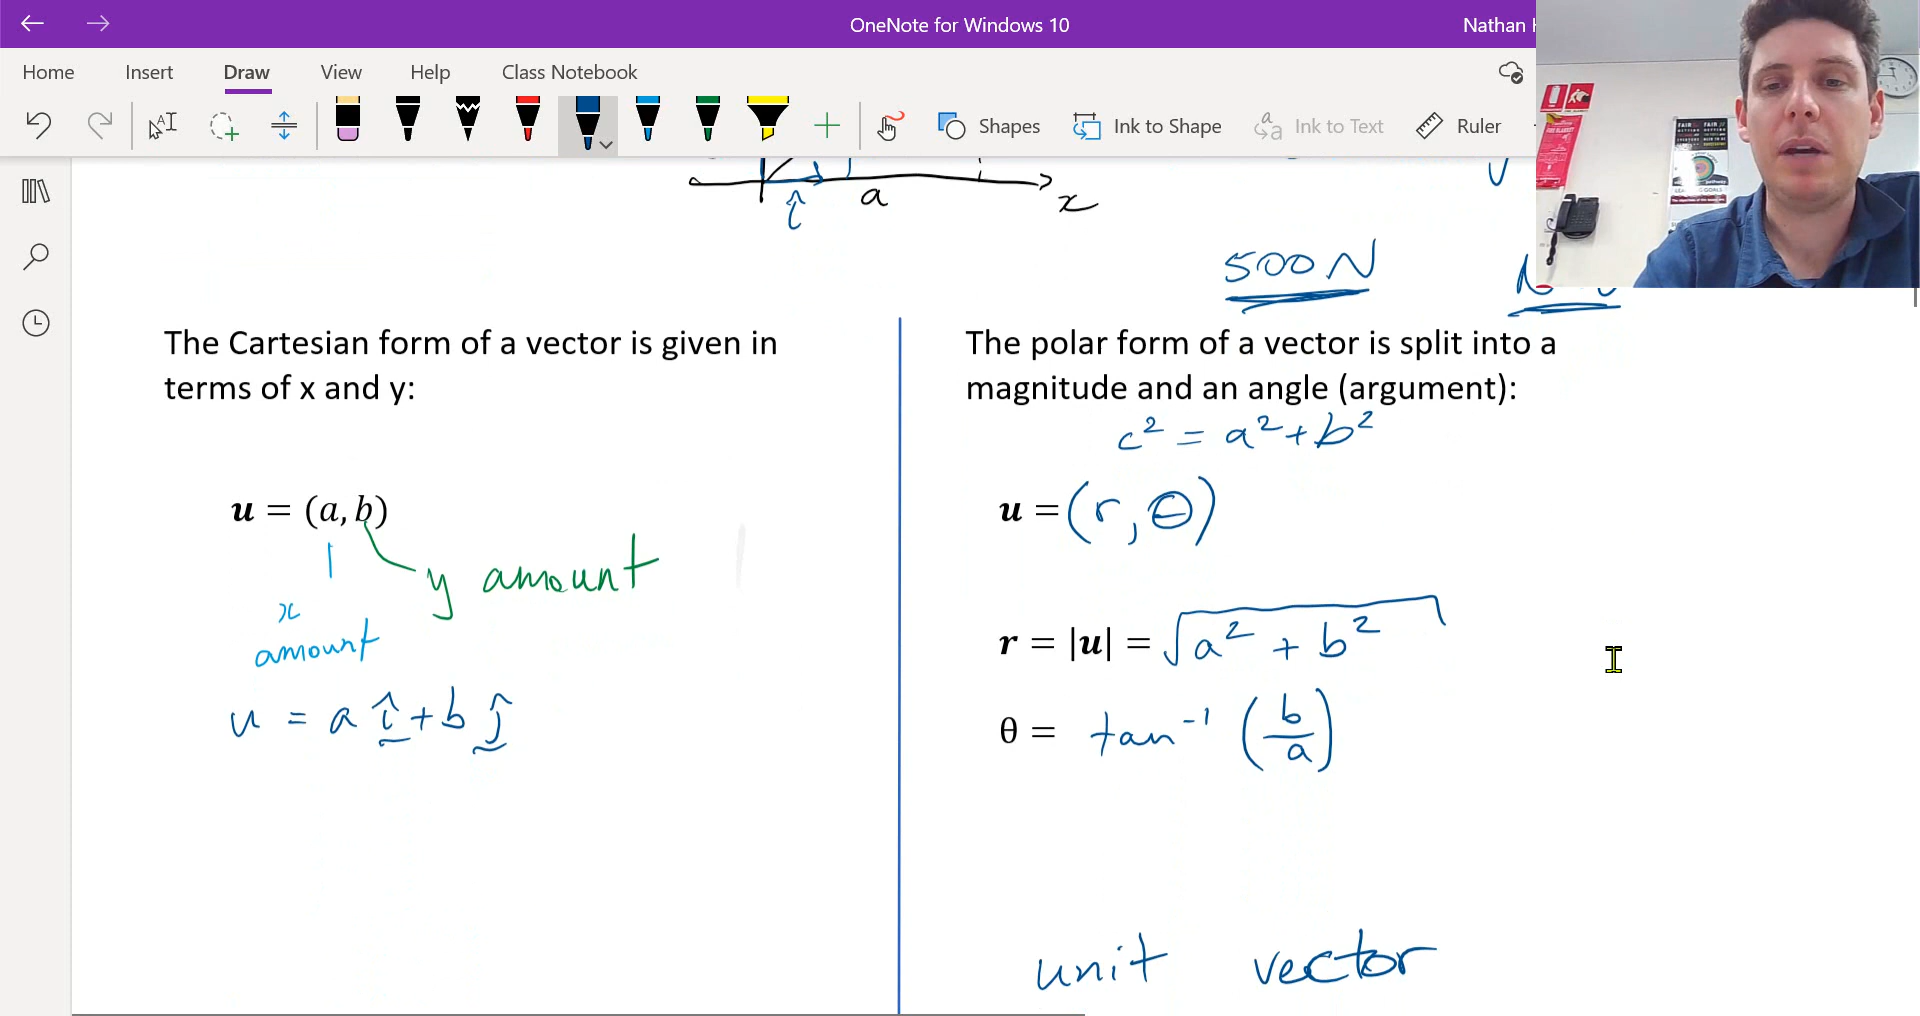 OneNote for Windows 10
Nathan
Home Insert Draw View Help Class Notebook
Shapes Ink to Shape Ink to Text Ruler
î a x
500 N
The Cartesian form of a vector is given in
terms of x and y:
u = (a, b)
y amount
x
amount
u = a î + b ĵ
The polar form of a vector is split into a
magnitude and an angle (argument):
c² = a² + b²
u = (r, θ)
r = |u| = √a² + b²
θ = tan⁻¹ (b/a)
unit vector